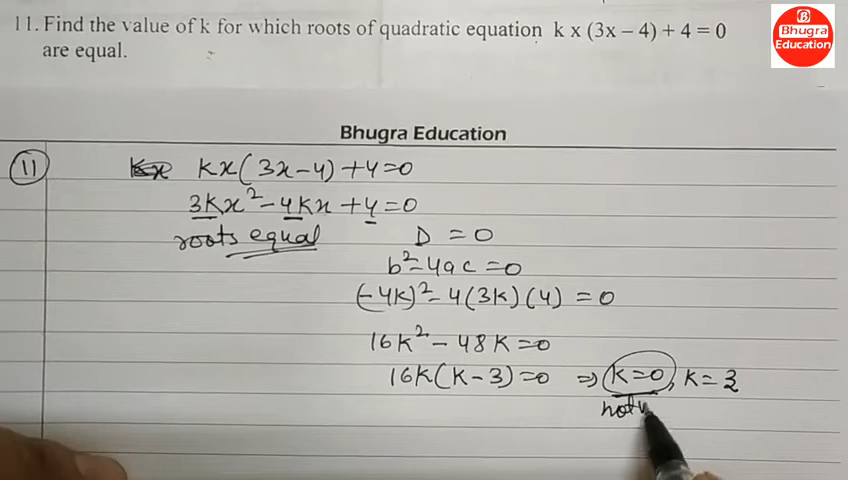 11. Find the value of k for which roots of quadratic equation k x (3x – 4) + 4 = 0
are equal.
B
Bhugra
Education
Bhugra Education
11 Kx(3x-4)+4=0
3Kx²-4Kx+4=0
roots equal D = 0
b²-4ac=0
(-4K)²-4(3K)(4) = 0
16K²-48K=0
16K(K-3)=0 ⇒ K=0, K=3
not